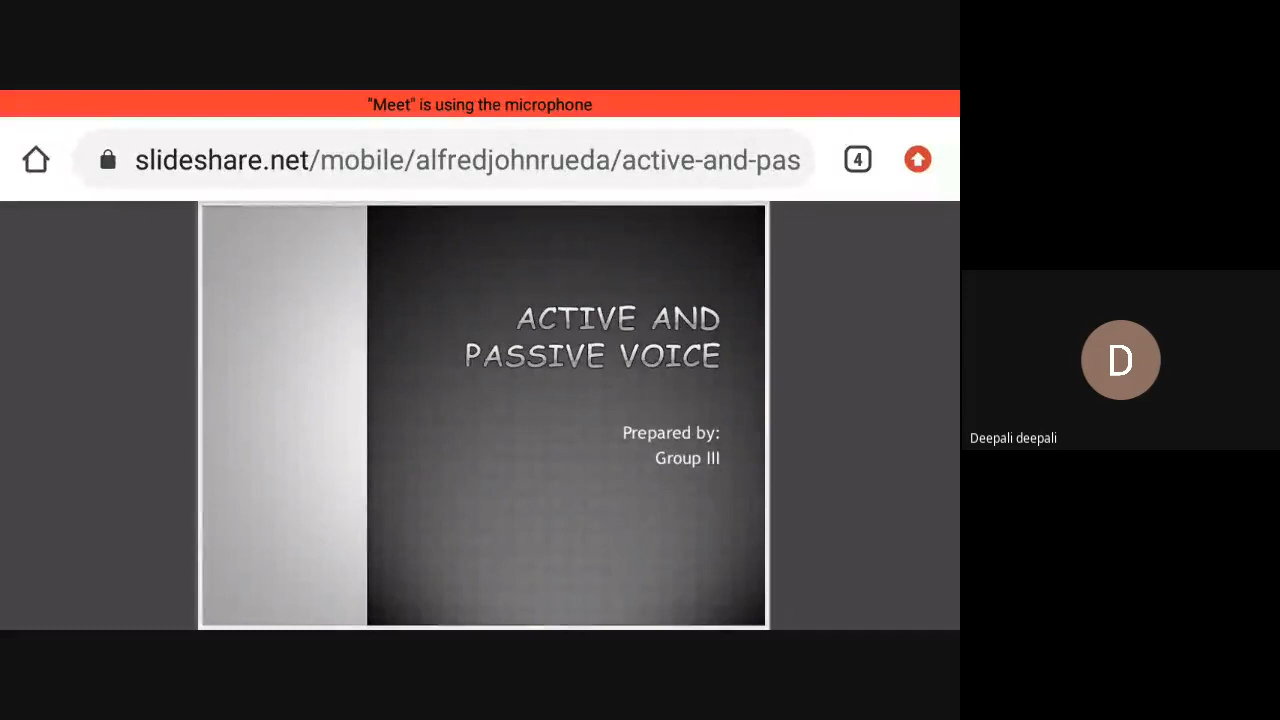 "Meet" is using the microphone
slideshare.net/mobile/alfredjohnrueda/active-and-pas
4
ACTIVE AND
PASSIVE VOICE
Prepared by:
Group III
D
Deepali deepali